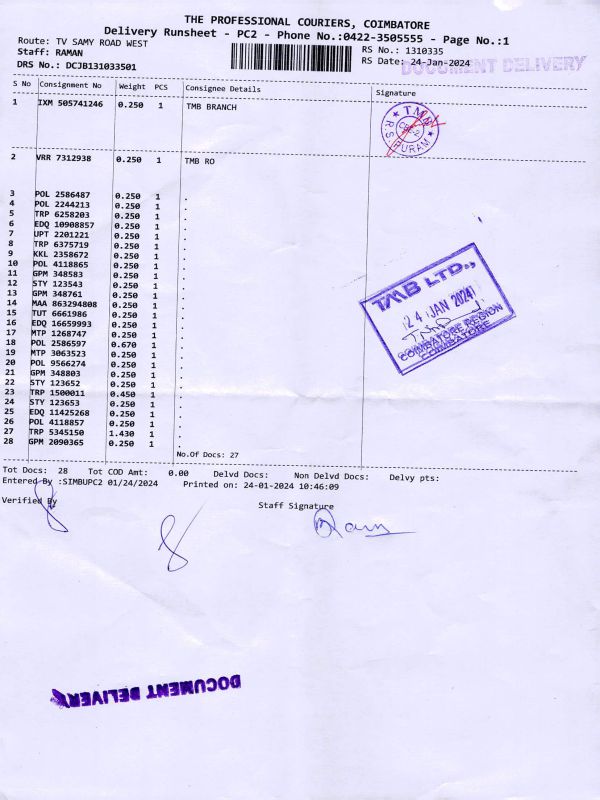 THE PROFESSIONAL COURIERS, COIMBATORE
Delivery Runsheet - PC2 - Phone No.:0422-3505555 - Page No.:1
Route: TV SAMY ROAD WEST
RS No.: 1310335
Staff: RAMAN
RS Date: 24-Jan-2024
DRS No.: DCJB131033501
DOCUMENT DELIVERY
S No Consignment No Weight PCS Consignee Details Signature
1 IXM 505741246 0.250 1 TMB BRANCH
TMB
CBE-2
R.S. PURAM
2 VRR 7312938 0.250 1 TMB RO
3 POL 2586487 0.250 1 .
4 POL 2244213 0.250 1 .
5 TRP 6258203 0.250 1 .
6 EDQ 10908857 0.250 1 .
7 UPT 2201221 0.250 1 .
8 TRP 6375719 0.250 1 .
9 KKL 2358672 0.250 1 .
10 POL 4118865 0.250 1 .
11 GPM 348583 0.250 1 .
12 STY 123543 0.250 1 .
13 GPM 348761 0.250 1 .
14 MAA 863294808 0.250 1 .
15 TUT 6661986 0.250 1 .
16 EDQ 16659993 0.250 1 .
17 MTP 1268747 0.250 1 .
18 POL 2586597 0.670 1 .
19 MTP 3063523 0.250 1 .
20 POL 9566274 0.250 1 .
21 GPM 348803 0.250 1 .
22 STY 123652 0.250 1 .
23 TRP 1500011 0.450 1 .
24 STY 123653 0.250 1 .
25 EDQ 11425268 0.250 1 .
26 POL 4118857 0.250 1 .
27 TRP 5345150 1.430 1 .
28 GPM 2090365 0.250 1 .
TMB LTD.,
24 JAN 2024
COIMBATORE REGION
COIMBATORE
No.Of Docs: 27
Tot Docs: 28 Tot COD Amt: 0.00 Delvd Docs: Non Delvd Docs: Delvy pts:
Entered By :SIMBUPC2 01/24/2024 Printed on: 24-01-2024 10:46:09
Verified By
Staff Signature
Raman
DOCUMENT DELIVERY